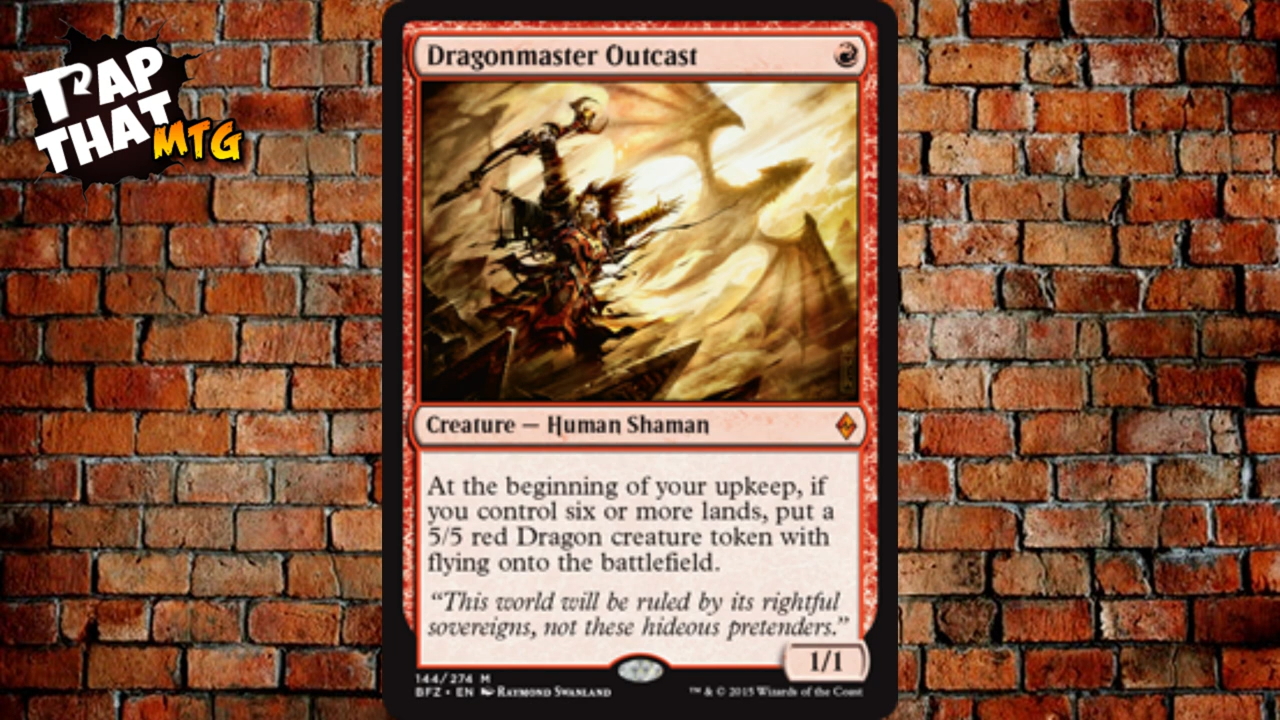 TRAP
THAT
MTG
Dragonmaster Outcast
Creature — Human Shaman
At the beginning of your upkeep, if
you control six or more lands, put a
5/5 red Dragon creature token with
flying onto the battlefield.
“This world will be ruled by its rightful
sovereigns, not these hideous pretenders.”
1/1
144/274 M
BFZ • EN Raymond Swanland
™ & © 2015 Wizards of the Coast